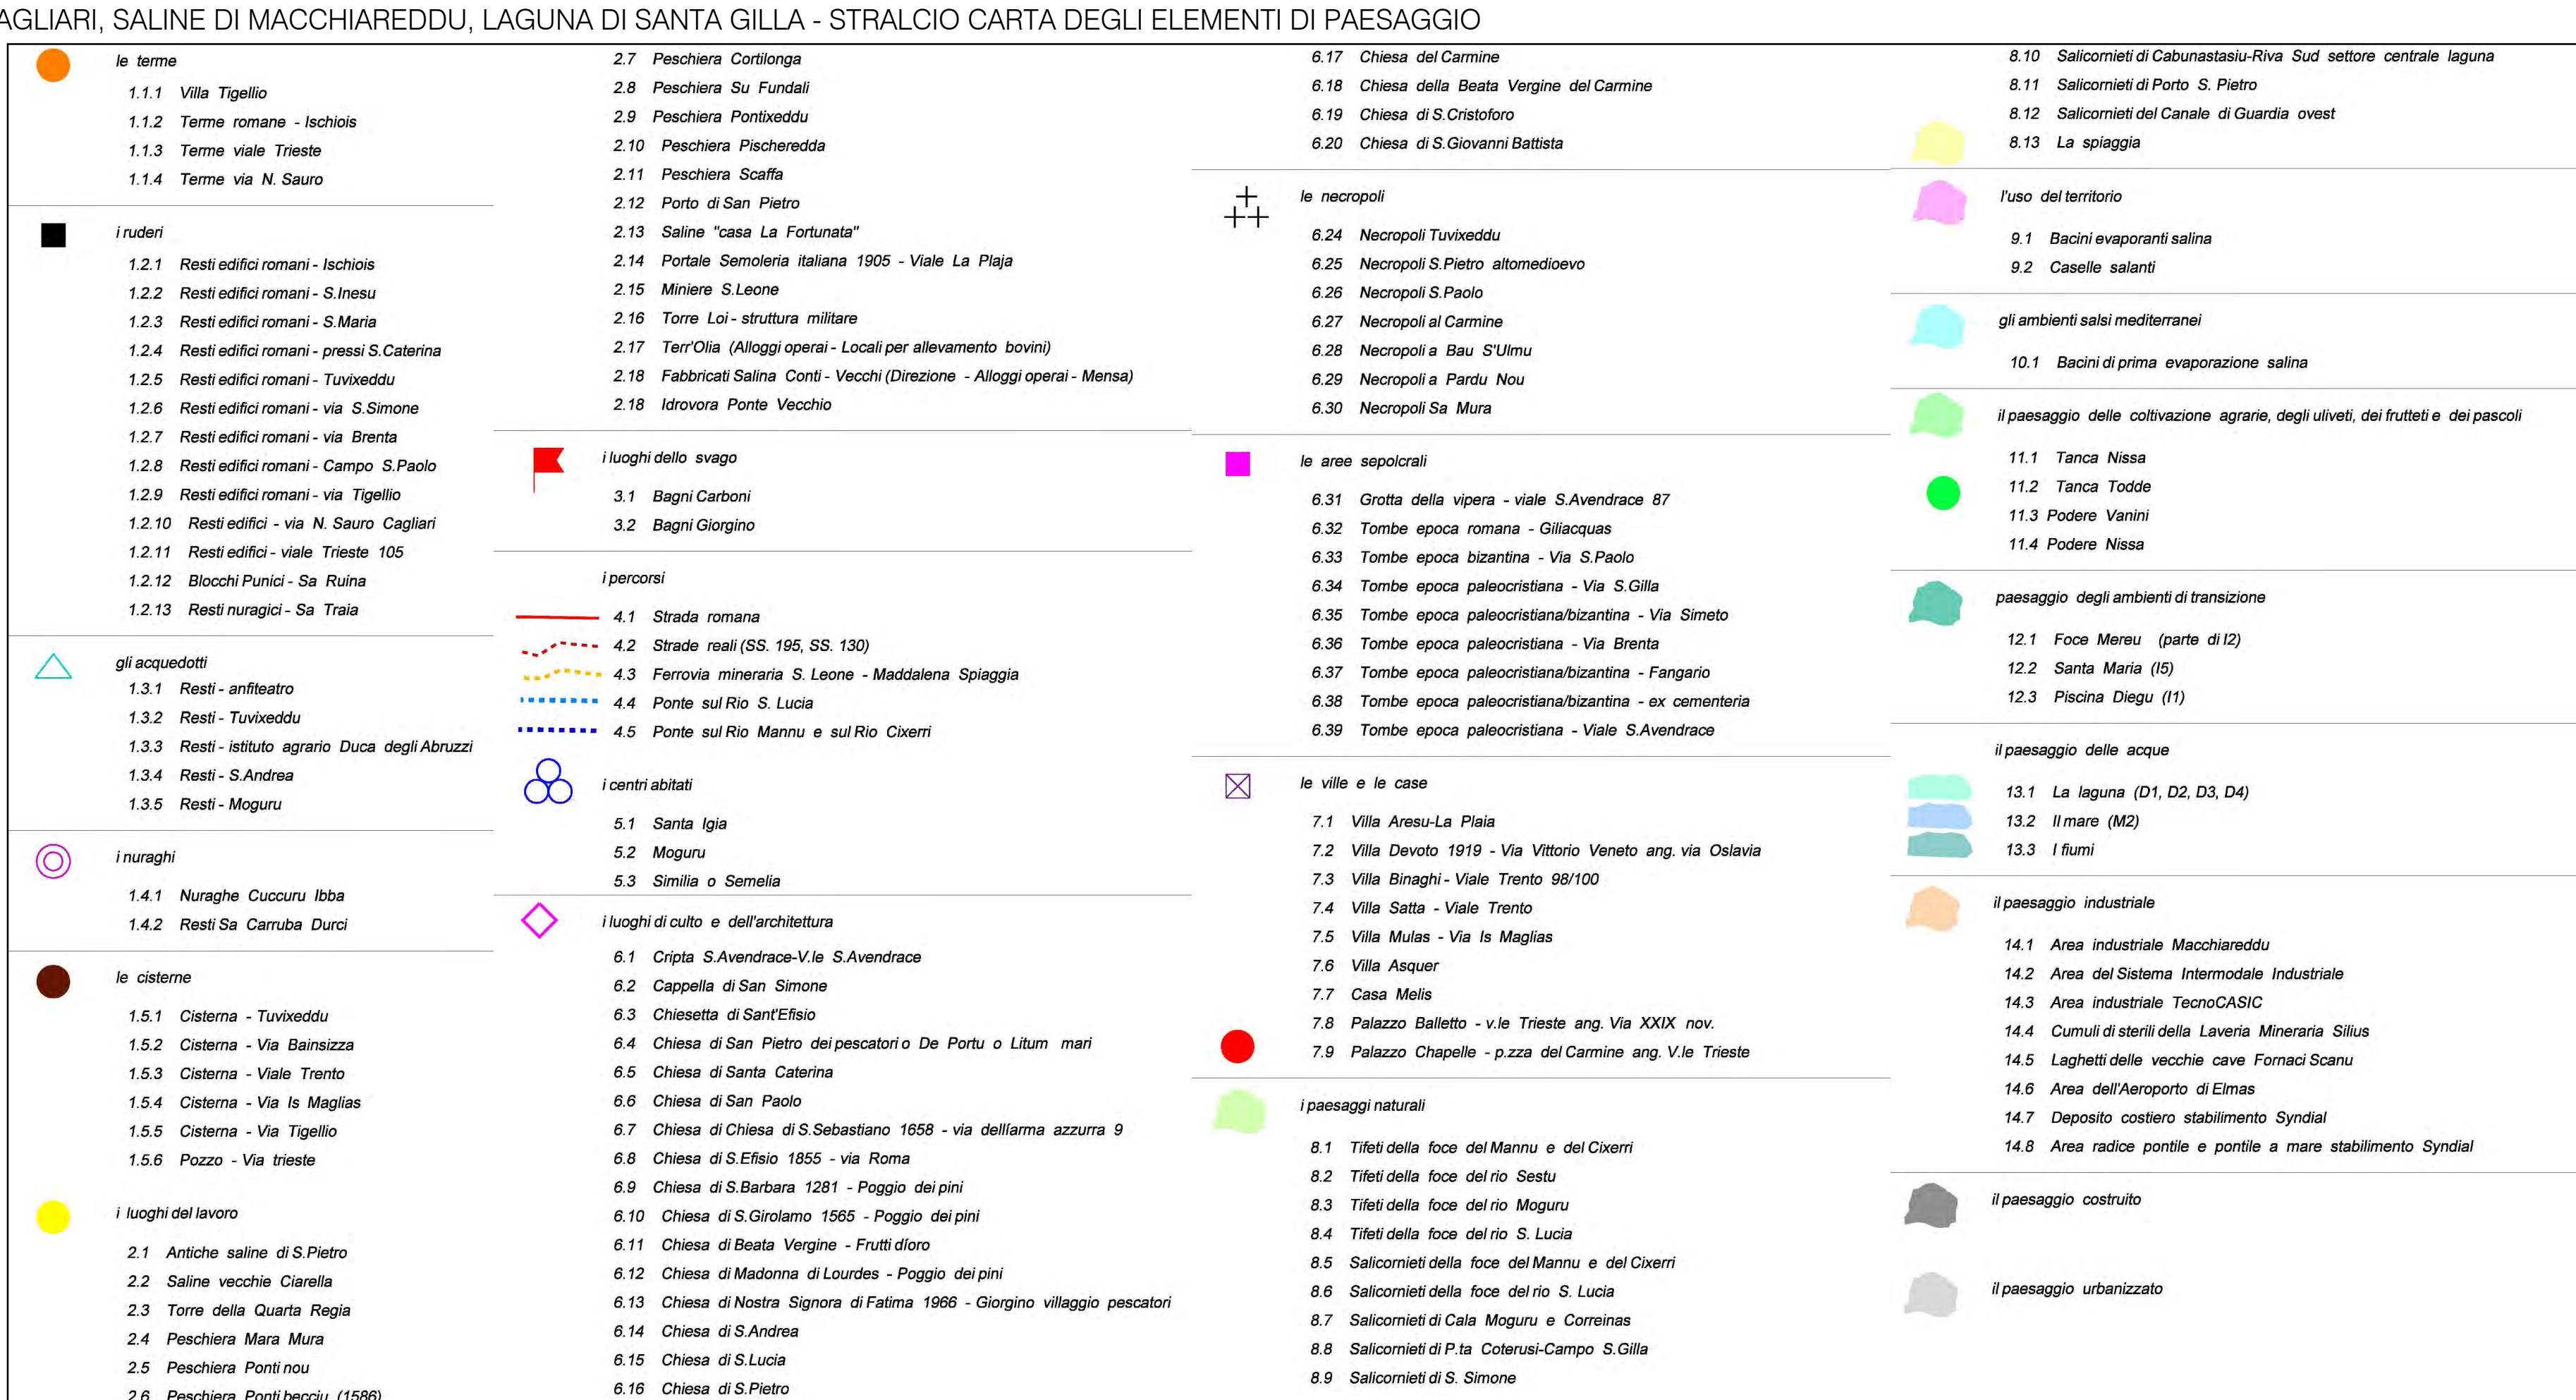 AGLIARI, SALINE DI MACCHIAREDDU, LAGUNA DI SANTA GILLA - STRALCIO CARTA DEGLI ELEMENTI DI PAESAGGIO
le terme
1.1.1 Villa Tigellio
1.1.2 Terme romane - Ischiois
1.1.3 Terme viale Trieste
1.1.4 Terme via N. Sauro
i ruderi
1.2.1 Resti edifici romani - Ischiois
1.2.2 Resti edifici romani - S.Inesu
1.2.3 Resti edifici romani - S.Maria
1.2.4 Resti edifici romani - pressi S.Caterina
1.2.5 Resti edifici romani - Tuvixeddu
1.2.6 Resti edifici romani - via S.Simone
1.2.7 Resti edifici romani - via Brenta
1.2.8 Resti edifici romani - Campo S.Paolo
1.2.9 Resti edifici romani - via Tigellio
1.2.10 Resti edifici - via N. Sauro Cagliari
1.2.11 Resti edifici - viale Trieste 105
1.2.12 Blocchi Punici - Sa Ruina
1.2.13 Resti nuragici - Sa Traia
gli acquedotti
1.3.1 Resti - anfiteatro
1.3.2 Resti - Tuvixeddu
1.3.3 Resti - istituto agrario Duca degli Abruzzi
1.3.4 Resti - S.Andrea
1.3.5 Resti - Moguru
i nuraghi
1.4.1 Nuraghe Cuccuru Ibba
1.4.2 Resti Sa Carruba Durci
le cisterne
1.5.1 Cisterna - Tuvixeddu
1.5.2 Cisterna - Via Bainsizza
1.5.3 Cisterna - Viale Trento
1.5.4 Cisterna - Via Is Maglias
1.5.5 Cisterna - Via Tigellio
1.5.6 Pozzo - Via trieste
i luoghi del lavoro
2.1 Antiche saline di S.Pietro
2.2 Saline vecchie Ciarella
2.3 Torre della Quarta Regia
2.4 Peschiera Mara Mura
2.5 Peschiera Ponti nou
2.6 Peschiera Ponti becciu (1586)
2.7 Peschiera Cortilonga
2.8 Peschiera Su Fundali
2.9 Peschiera Pontixeddu
2.10 Peschiera Pischeredda
2.11 Peschiera Scaffa
2.12 Porto di San Pietro
2.13 Saline "casa La Fortunata"
2.14 Portale Semoleria italiana 1905 - Viale La Plaja
2.15 Miniere S.Leone
2.16 Torre Loi - struttura militare
2.17 Terr'Olia (Alloggi operai - Locali per allevamento bovini)
2.18 Fabbricati Salina Conti - Vecchi (Direzione - Alloggi operai - Mensa)
2.18 Idrovora Ponte Vecchio
i luoghi dello svago
3.1 Bagni Carboni
3.2 Bagni Giorgino
i percorsi
4.1 Strada romana
4.2 Strade reali (SS. 195, SS. 130)
4.3 Ferrovia mineraria S. Leone - Maddalena Spiaggia
4.4 Ponte sul Rio S. Lucia
4.5 Ponte sul Rio Mannu e sul Rio Cixerri
i centri abitati
5.1 Santa Igia
5.2 Moguru
5.3 Similia o Semelia
i luoghi di culto e dell'architettura
6.1 Cripta S.Avendrace-V.le S.Avendrace
6.2 Cappella di San Simone
6.3 Chiesetta di Sant'Efisio
6.4 Chiesa di San Pietro dei pescatori o De Portu o Litum mari
6.5 Chiesa di Santa Caterina
6.6 Chiesa di San Paolo
6.7 Chiesa di Chiesa di S.Sebastiano 1658 - via delllarma azzurra 9
6.8 Chiesa di S.Efisio 1855 - via Roma
6.9 Chiesa di S.Barbara 1281 - Poggio dei pini
6.10 Chiesa di S.Girolamo 1565 - Poggio dei pini
6.11 Chiesa di Beata Vergine - Frutti díoro
6.12 Chiesa di Madonna di Lourdes - Poggio dei pini
6.13 Chiesa di Nostra Signora di Fatima 1966 - Giorgino villaggio pescatori
6.14 Chiesa di S.Andrea
6.15 Chiesa di S.Lucia
6.16 Chiesa di S.Pietro
6.17 Chiesa del Carmine
6.18 Chiesa della Beata Vergine del Carmine
6.19 Chiesa di S.Cristoforo
6.20 Chiesa di S.Giovanni Battista
le necropoli
6.24 Necropoli Tuvixeddu
6.25 Necropoli S.Pietro altomedioevo
6.26 Necropoli S.Paolo
6.27 Necropoli al Carmine
6.28 Necropoli a Bau S'Ulmu
6.29 Necropoli a Pardu Nou
6.30 Necropoli Sa Mura
le aree sepolcrali
6.31 Grotta della vipera - viale S.Avendrace 87
6.32 Tombe epoca romana - Giliacquas
6.33 Tombe epoca bizantina - Via S.Paolo
6.34 Tombe epoca paleocristiana - Via S.Gilla
6.35 Tombe epoca paleocristiana/bizantina - Via Simeto
6.36 Tombe epoca paleocristiana - Via Brenta
6.37 Tombe epoca paleocristiana/bizantina - Fangario
6.38 Tombe epoca paleocristiana/bizantina - ex cementeria
6.39 Tombe epoca paleocristiana - Viale S.Avendrace
le ville e le case
7.1 Villa Aresu-La Plaia
7.2 Villa Devoto 1919 - Via Vittorio Veneto ang. via Oslavia
7.3 Villa Binaghi - Viale Trento 98/100
7.4 Villa Satta - Viale Trento
7.5 Villa Mulas - Via Is Maglias
7.6 Villa Asquer
7.7 Casa Melis
7.8 Palazzo Balletto - v.le Trieste ang. Via XXIX nov.
7.9 Palazzo Chapelle - p.zza del Carmine ang. V.le Trieste
i paesaggi naturali
8.1 Tifeti della foce del Mannu e del Cixerri
8.2 Tifeti della foce del rio Sestu
8.3 Tifeti della foce del rio Moguru
8.4 Tifeti della foce del rio S. Lucia
8.5 Salicornieti della foce del Mannu e del Cixerri
8.6 Salicornieti della foce del rio S. Lucia
8.7 Salicornieti di Cala Moguru e Correinas
8.8 Salicornieti di P.ta Coterusi-Campo S.Gilla
8.9 Salicornieti di S. Simone
8.10 Salicornieti di Cabunastasiu-Riva Sud settore centrale laguna
8.11 Salicornieti di Porto S. Pietro
8.12 Salicornieti del Canale di Guardia ovest
8.13 La spiaggia
l'uso del territorio
9.1 Bacini evaporanti salina
9.2 Caselle salanti
gli ambienti salsi mediterranei
10.1 Bacini di prima evaporazione salina
il paesaggio delle coltivazione agrarie, degli uliveti, dei frutteti e dei pascoli
11.1 Tanca Nissa
11.2 Tanca Todde
11.3 Podere Vanini
11.4 Podere Nissa
paesaggio degli ambienti di transizione
12.1 Foce Mereu (parte di I2)
12.2 Santa Maria (I5)
12.3 Piscina Diegu (I1)
il paesaggio delle acque
13.1 La laguna (D1, D2, D3, D4)
13.2 Il mare (M2)
13.3 I fiumi
il paesaggio industriale
14.1 Area industriale Macchiareddu
14.2 Area del Sistema Intermodale Industriale
14.3 Area industriale TecnoCASIC
14.4 Cumuli di sterili della Laveria Mineraria Silius
14.5 Laghetti delle vecchie cave Fornaci Scanu
14.6 Area dell'Aeroporto di Elmas
14.7 Deposito costiero stabilimento Syndial
14.8 Area radice pontile e pontile a mare stabilimento Syndial
il paesaggio costruito
il paesaggio urbanizzato